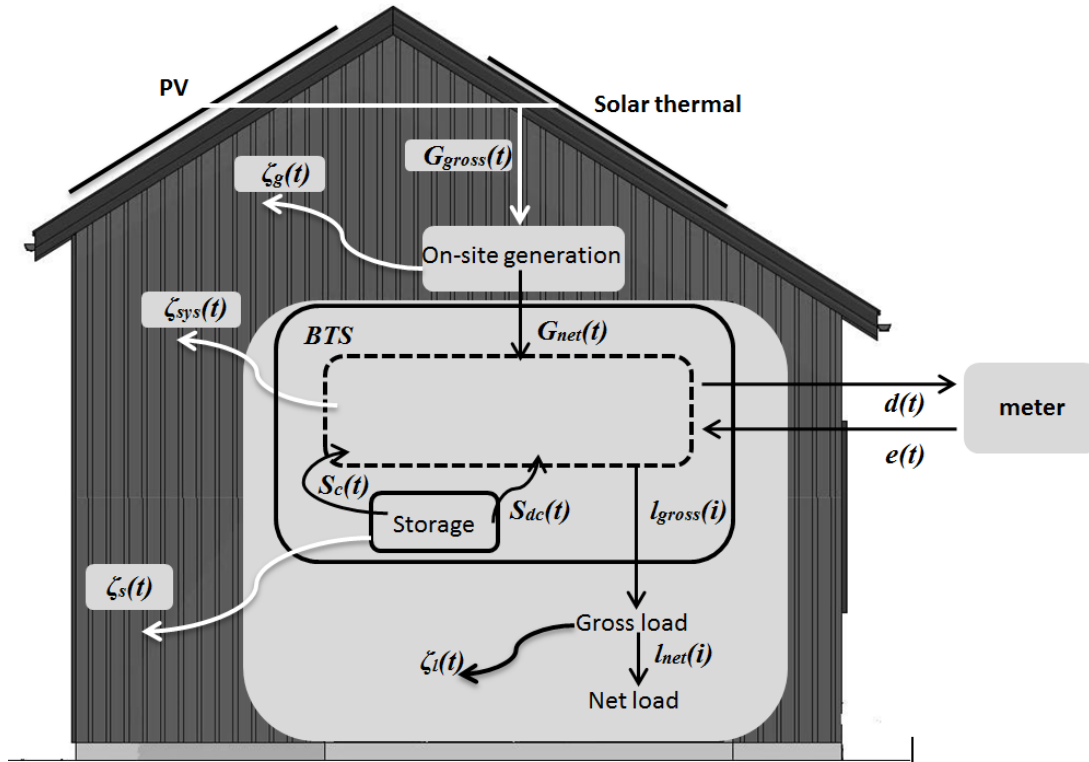 PV
Solar thermal
Ggross(t)
ζg(t)
On-site generation
ζsys(t)
BTS
Gnet(t)
d(t)
meter
e(t)
Sc(t)
Sdc(t)
lgross(i)
Storage
ζs(t)
Gross load
ζl(t)
lnet(i)
Net load